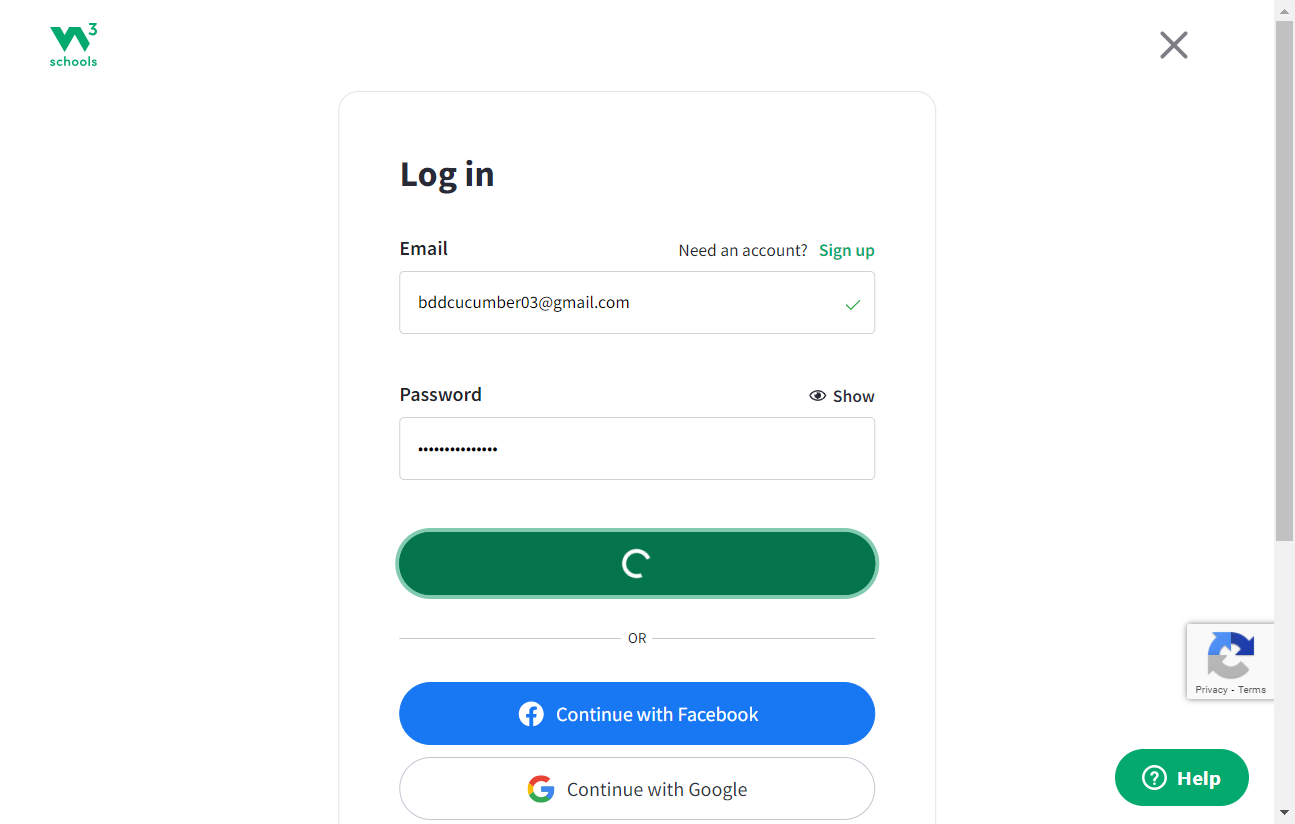 3
schools
Log in
Email
Need an account? Sign up
bddcucumber03@gmail.com
Password
Show
•••••••••••••••
OR
Continue with Facebook
Continue with Google
Privacy - Terms
Help